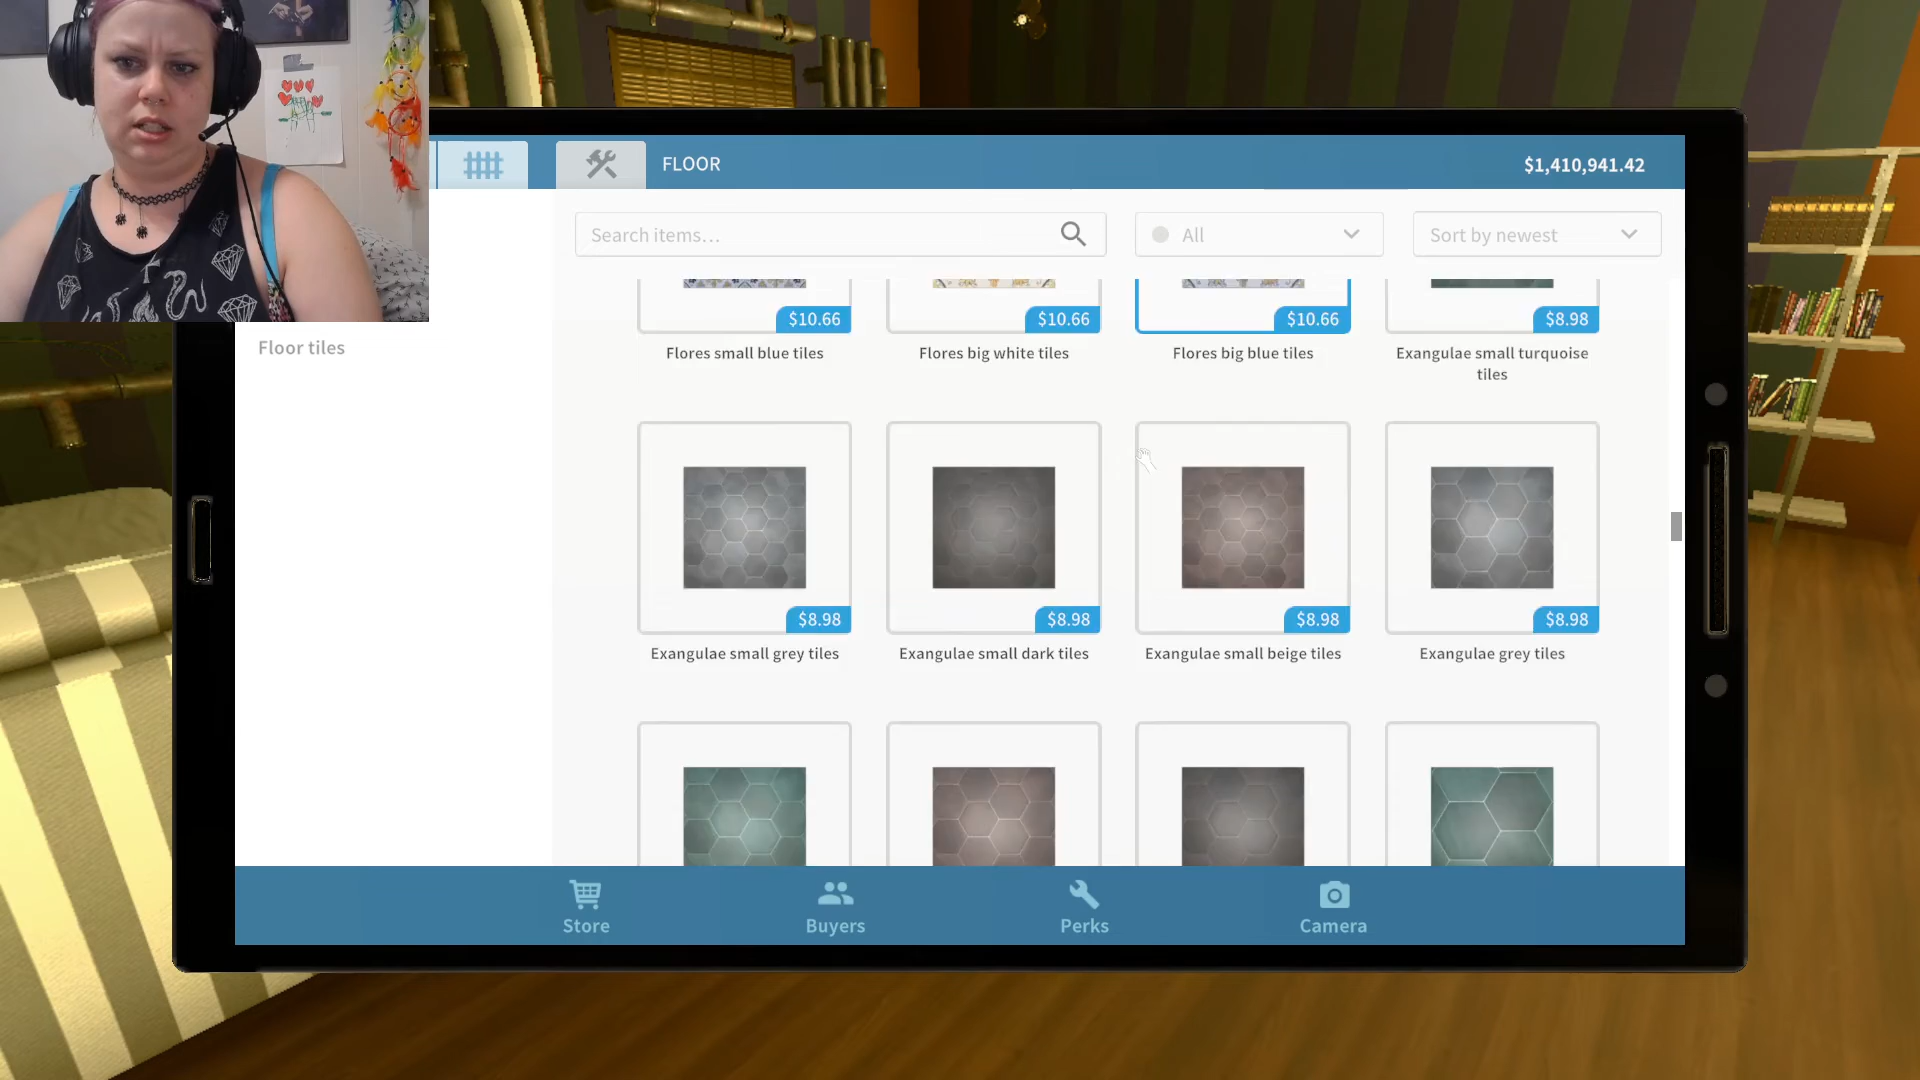 FLOOR
$1,410,941.42
Search items...
All
Sort by newest
Floor tiles
$10.66
$10.66
$10.66
$8.98
Flores small blue tiles
Flores big white tiles
Flores big blue tiles
Exangulae small turquoise
tiles
$8.98
$8.98
$8.98
$8.98
Exangulae small grey tiles
Exangulae small dark tiles
Exangulae small beige tiles
Exangulae grey tiles
Store
Buyers
Perks
Camera